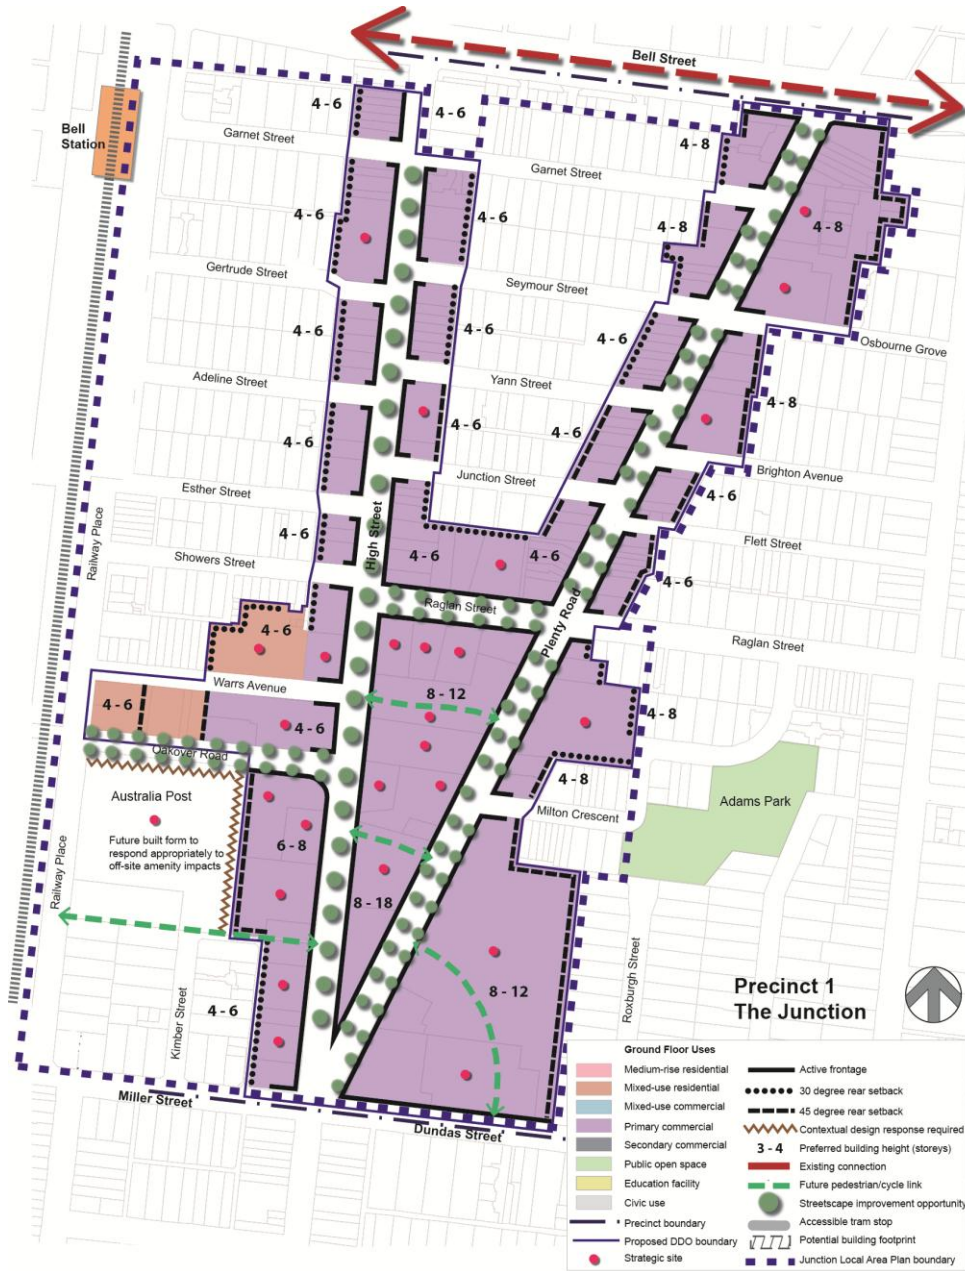 Bell Street
4 - 6
4 - 6
Bell
Station
Garnet Street
4 - 8
Garnet Street
4 - 6
4 - 6
4 - 8
4 - 8
Gertrude Street
Seymour Street
4 - 6
4 - 6
4 - 6
Osbourne Grove
Adeline Street
Yann Street
4 - 8
4 - 6
4 - 6
4 - 6
Junction Street
Brighton Avenue
Esther Street
4 - 6
Railway Place
High Street
Showers Street
4 - 6
4 - 6
4 - 6
Flett Street
4 - 6
Raglan Street
Plenty Road
4 - 6
Raglan Street
Warrs Avenue
8 - 12
4 - 6
4 - 6
4 - 8
Oakover Road
4 - 8
Australia Post
Adams Park
Milton Crescent
Future built form to
respond appropriately to
off-site amenity impacts
6 - 8
Railway Place
8 - 18
8 - 12
Roxburgh Street
4 - 6
Kimber Street
Precinct 1
The Junction
Miller Street
Dundas Street
Ground Floor Uses
Medium-rise residential
Mixed-use residential
Mixed-use commercial
Primary commercial
Secondary commercial
Public open space
Education facility
Civic use
Precinct boundary
Proposed DDO boundary
Strategic site
Active frontage
30 degree rear setback
45 degree rear setback
Contextual design response required
3 - 4 Preferred building height (storeys)
Existing connection
Future pedestrian/cycle link
Streetscape improvement opportunity
Accessible tram stop
Potential building footprint
Junction Local Area Plan boundary